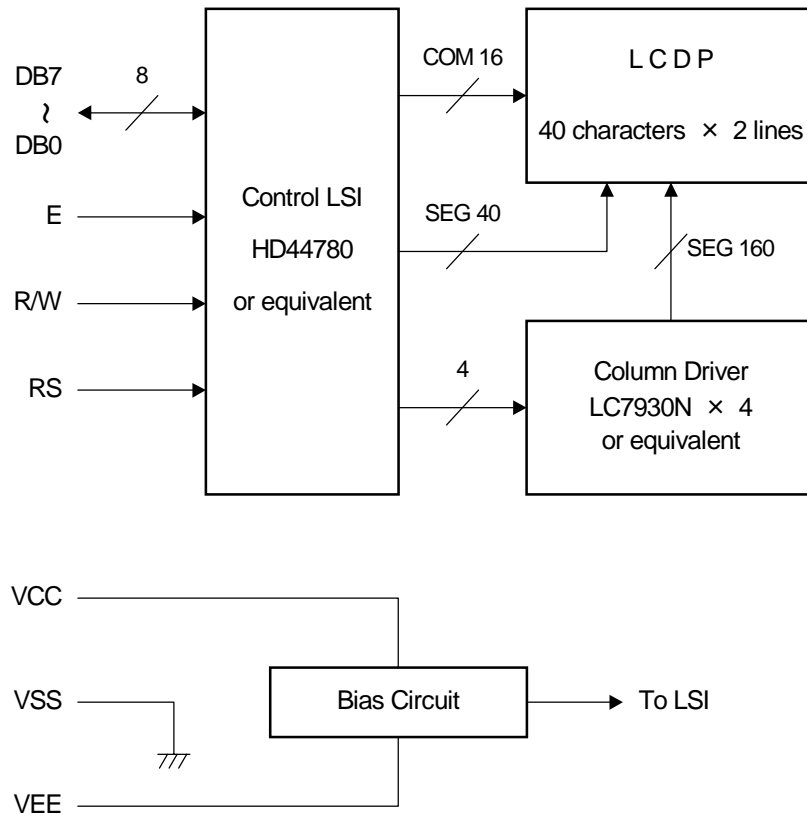 DB7
~
DB0
8
E
R/W
RS
Control LSI
HD44780
or equivalent
COM 16
SEG 40
4
L C D P
40 characters × 2 lines
SEG 160
Column Driver
LC7930N × 4
or equivalent
VCC
VSS
VEE
Bias Circuit
To LSI